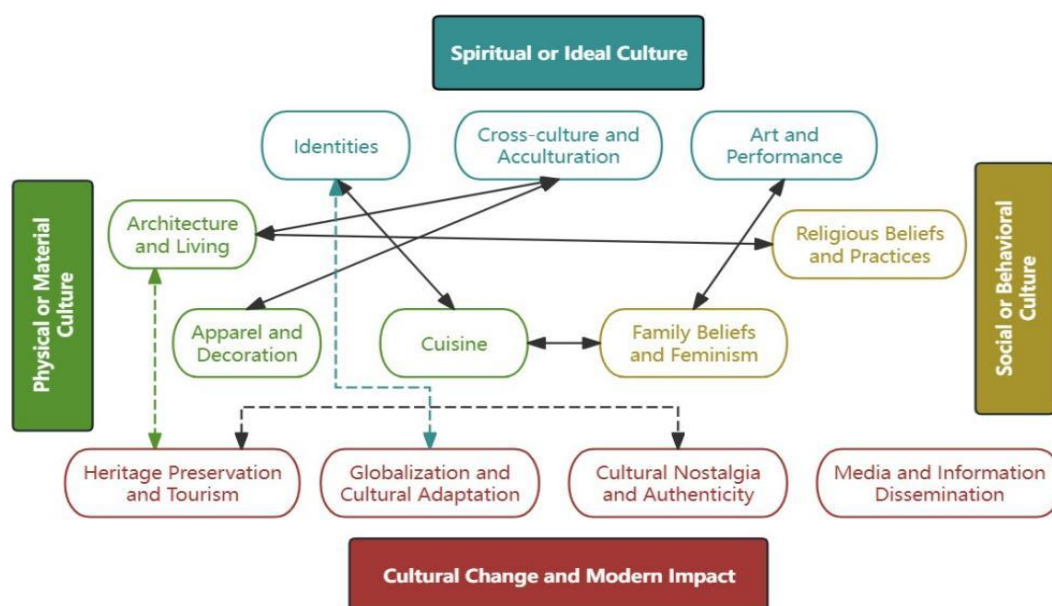 Spiritual or Ideal Culture
Identities
Cross-culture and
Acculturation
Art and
Performance
Physical or Material
Culture
Architecture
and Living
Religious Beliefs
and Practices
Social or Behavioral
Culture
Apparel and
Decoration
Cuisine
Family Beliefs
and Feminism
Heritage Preservation
and Tourism
Globalization and
Cultural Adaptation
Cultural Nostalgia
and Authenticity
Media and Information
Dissemination
Cultural Change and Modern Impact